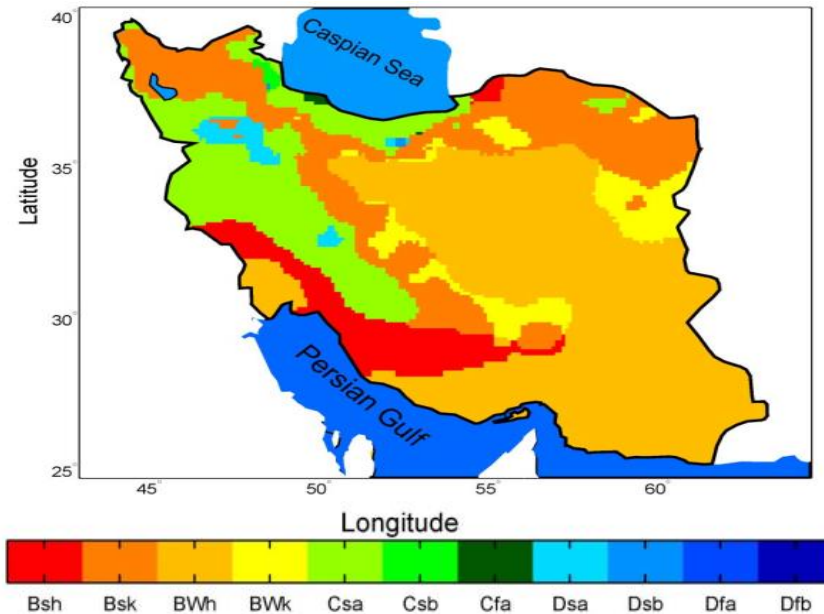 40
Caspian Sea
35
Latitude
30
Persian Gulf
25
45 50 55 60
Longitude
Bsh Bsk BWh BWk Csa Csb Cfa Dsa Dsb Dfa Dfb